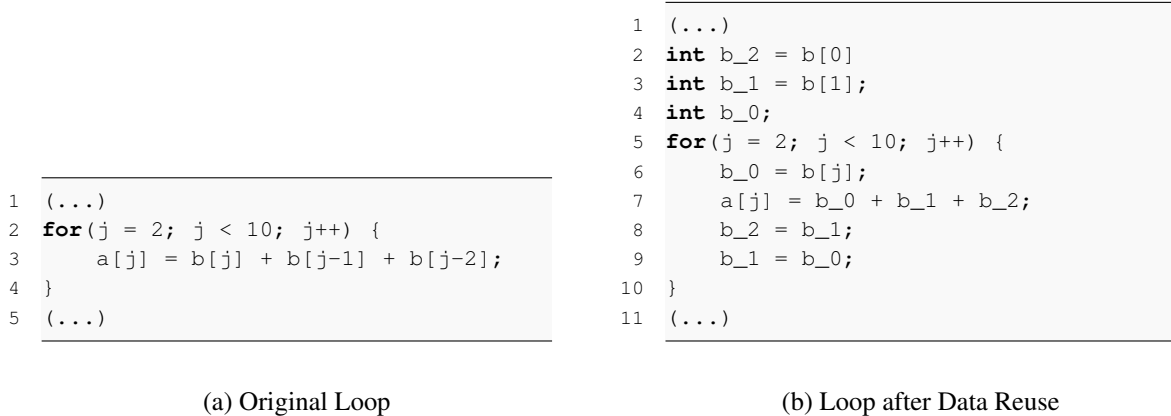 1 (...)
2 for(j = 2; j < 10; j++) {
3     a[j] = b[j] + b[j-1] + b[j-2];
4 }
5 (...)
(a) Original Loop
1 (...)
2 int b_2 = b[0]
3 int b_1 = b[1];
4 int b_0;
5 for(j = 2; j < 10; j++) {
6     b_0 = b[j];
7     a[j] = b_0 + b_1 + b_2;
8     b_2 = b_1;
9     b_1 = b_0;
10 }
11 (...)
(b) Loop after Data Reuse